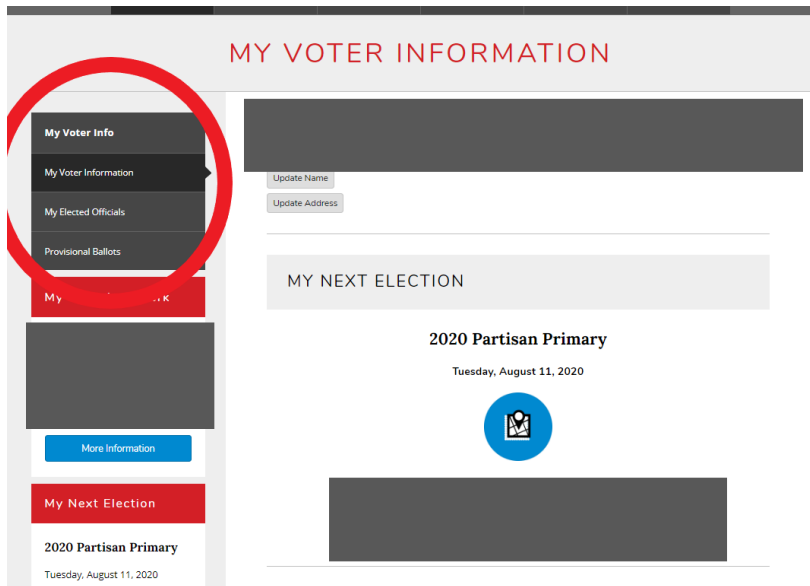 MY VOTER INFORMATION
My Voter Info
My Voter Information
My Elected Officials
Provisional Ballots
My
rk
More Information
My Next Election
2020 Partisan Primary
Tuesday, August 11, 2020
Update Name
Update Address
MY NEXT ELECTION
2020 Partisan Primary
Tuesday, August 11, 2020